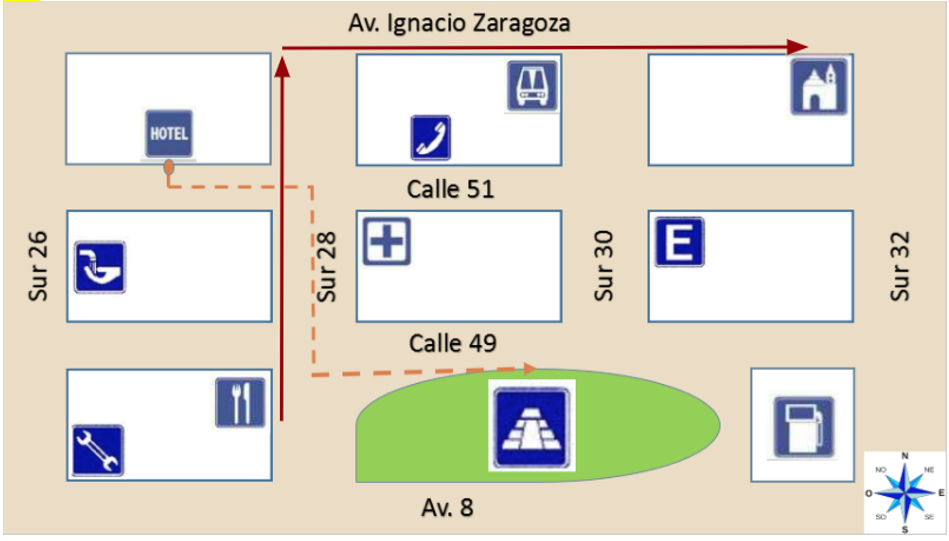 Av. Ignacio Zaragoza
HOTEL
Calle 51
Sur 26
Sur 28
Sur 30
E
Sur 32
Calle 49
Av. 8
N
NO
NE
O
E
SO
SE
S